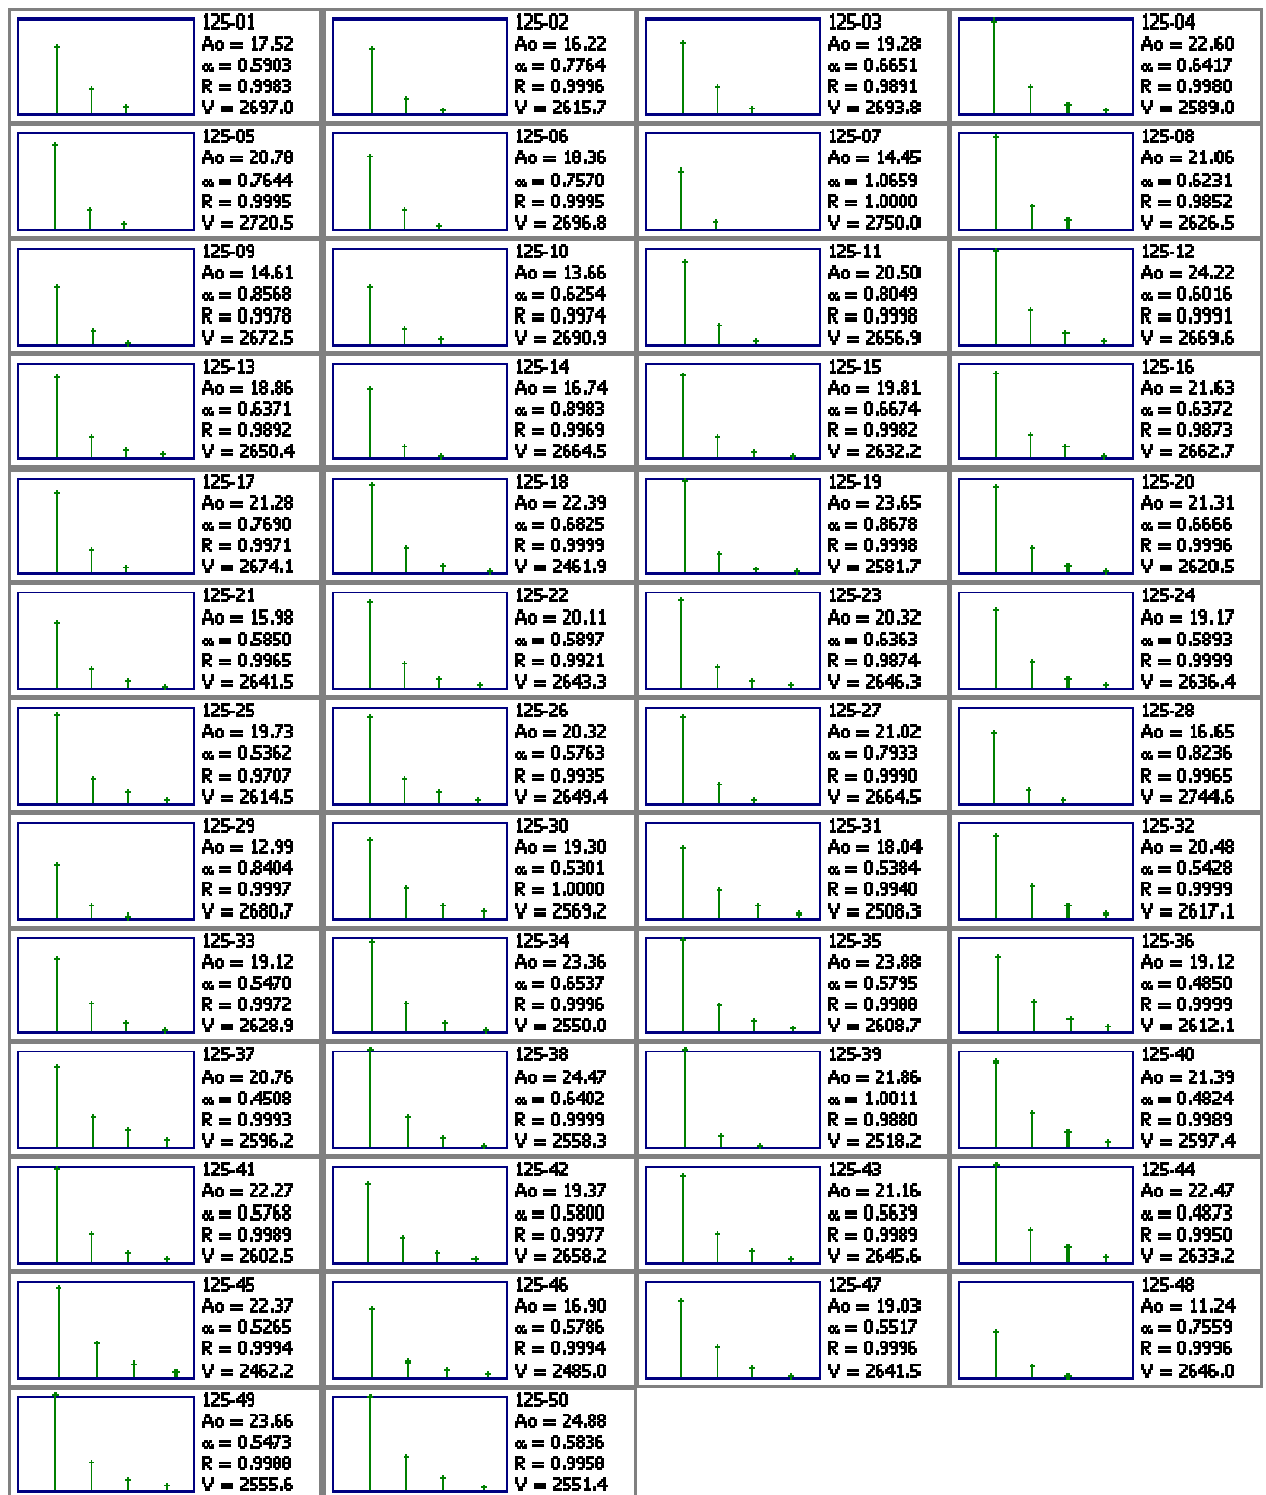 125-01
Ao = 17.52
α = 0.5903
R = 0.9983
V = 2697.0
125-02
Ao = 16.22
α = 0.7764
R = 0.9996
V = 2615.7
125-03
Ao = 19.28
α = 0.6651
R = 0.9891
V = 2693.8
125-04
Ao = 22.60
α = 0.6417
R = 0.9980
V = 2589.0
125-05
Ao = 20.78
α = 0.7644
R = 0.9995
V = 2720.5
125-06
Ao = 18.36
α = 0.7570
R = 0.9995
V = 2696.8
125-07
Ao = 14.45
α = 1.0659
R = 1.0000
V = 2750.0
125-08
Ao = 21.06
α = 0.6231
R = 0.9852
V = 2626.5
125-09
Ao = 14.61
α = 0.8568
R = 0.9978
V = 2672.5
125-10
Ao = 13.66
α = 0.6254
R = 0.9974
V = 2690.9
125-11
Ao = 20.50
α = 0.8049
R = 0.9998
V = 2656.9
125-12
Ao = 24.22
α = 0.6016
R = 0.9991
V = 2669.6
125-13
Ao = 18.86
α = 0.6371
R = 0.9892
V = 2650.4
125-14
Ao = 16.74
α = 0.8983
R = 0.9969
V = 2664.5
125-15
Ao = 19.81
α = 0.6674
R = 0.9982
V = 2632.2
125-16
Ao = 21.63
α = 0.6372
R = 0.9873
V = 2662.7
125-17
Ao = 21.28
α = 0.7690
R = 0.9971
V = 2674.1
125-18
Ao = 22.39
α = 0.6825
R = 0.9999
V = 2461.9
125-19
Ao = 23.65
α = 0.8678
R = 0.9998
V = 2581.7
125-20
Ao = 21.31
α = 0.6666
R = 0.9996
V = 2620.5
125-21
Ao = 15.98
α = 0.5850
R = 0.9965
V = 2641.5
125-22
Ao = 20.11
α = 0.5897
R = 0.9921
V = 2643.3
125-23
Ao = 20.32
α = 0.6363
R = 0.9874
V = 2646.3
125-24
Ao = 19.17
α = 0.5893
R = 0.9999
V = 2636.4
125-25
Ao = 19.73
α = 0.5362
R = 0.9707
V = 2614.5
125-26
Ao = 20.32
α = 0.5763
R = 0.9935
V = 2649.4
125-27
Ao = 21.02
α = 0.7933
R = 0.9990
V = 2664.5
125-28
Ao = 16.65
α = 0.8236
R = 0.9965
V = 2744.6
125-29
Ao = 12.99
α = 0.8404
R = 0.9997
V = 2680.7
125-30
Ao = 19.30
α = 0.5301
R = 1.0000
V = 2569.2
125-31
Ao = 18.04
α = 0.5384
R = 0.9940
V = 2508.3
125-32
Ao = 20.48
α = 0.5428
R = 0.9999
V = 2617.1
125-33
Ao = 19.12
α = 0.5470
R = 0.9972
V = 2628.9
125-34
Ao = 23.36
α = 0.6537
R = 0.9996
V = 2550.0
125-35
Ao = 23.88
α = 0.5795
R = 0.9988
V = 2608.7
125-36
Ao = 19.12
α = 0.4850
R = 0.9999
V = 2612.1
125-37
Ao = 20.76
α = 0.4508
R = 0.9993
V = 2596.2
125-38
Ao = 24.47
α = 0.6402
R = 0.9999
V = 2558.3
125-39
Ao = 21.86
α = 1.0011
R = 0.9880
V = 2518.2
125-40
Ao = 21.39
α = 0.4824
R = 0.9989
V = 2597.4
125-41
Ao = 22.27
α = 0.5768
R = 0.9989
V = 2602.5
125-42
Ao = 19.37
α = 0.5800
R = 0.9977
V = 2658.2
125-43
Ao = 21.16
α = 0.5639
R = 0.9989
V = 2645.6
125-44
Ao = 22.47
α = 0.4873
R = 0.9950
V = 2633.2
125-45
Ao = 22.37
α = 0.5265
R = 0.9994
V = 2462.2
125-46
Ao = 16.90
α = 0.5786
R = 0.9994
V = 2485.0
125-47
Ao = 19.03
α = 0.5517
R = 0.9996
V = 2641.5
125-48
Ao = 11.24
α = 0.7559
R = 0.9996
V = 2646.0
125-49
Ao = 23.66
α = 0.5473
R = 0.9988
V = 2555.6
125-50
Ao = 24.88
α = 0.5836
R = 0.9958
V = 2551.4